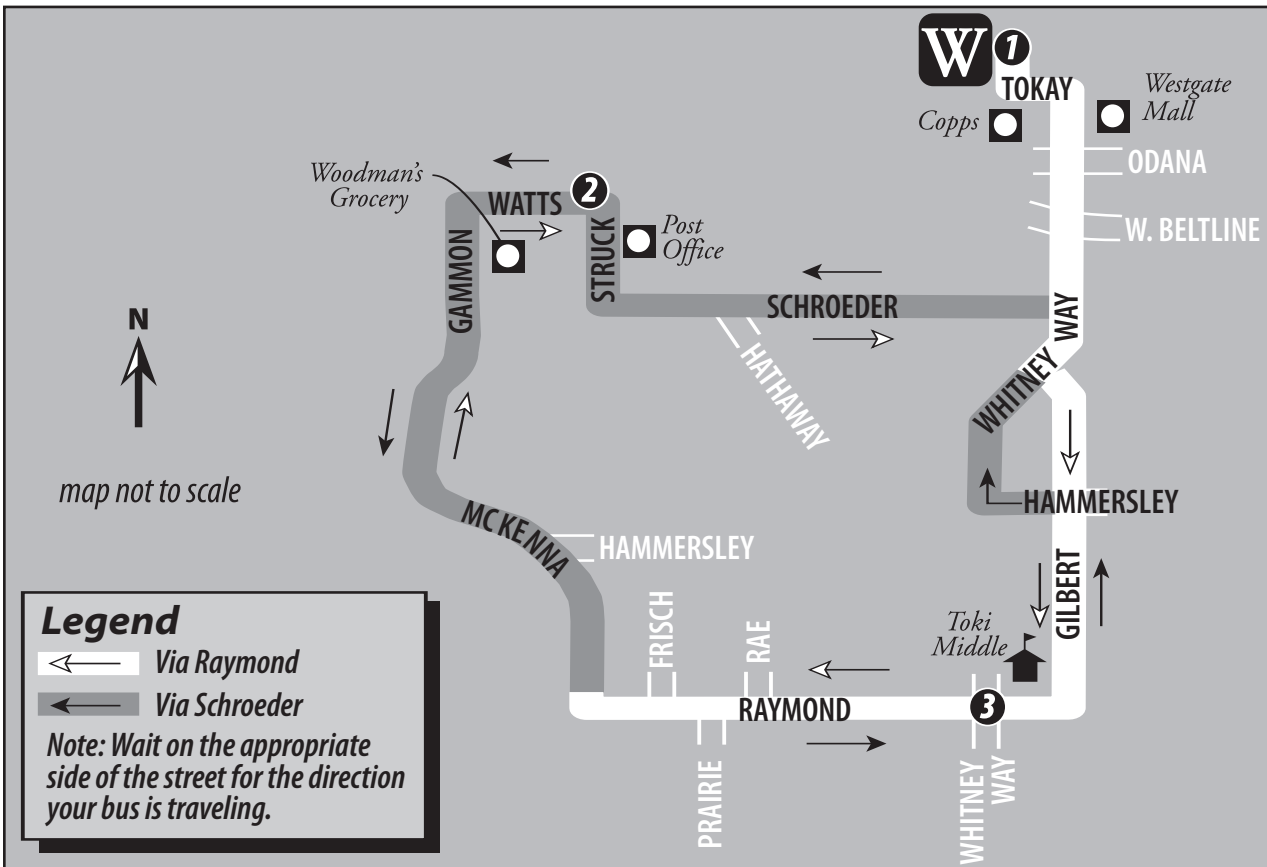 W
1
TOKAY
Westgate
Mall
Copps
ODANA
Woodman's
Grocery
WATTS
2
Post
Office
W. BELTLINE
STRUCK
GAMMON
SCHROEDER
WAY
N
HATHAWAY
WHITNEY
map not to scale
HAMMERSLEY
MC KENNA
HAMMERSLEY
GILBERT
Legend
Via Raymond
Via Schroeder
Note: Wait on the appropriate
side of the street for the direction
your bus is traveling.
FRISCH
RAE
Toki
Middle
RAYMOND
3
PRAIRIE
WHITNEY
WAY